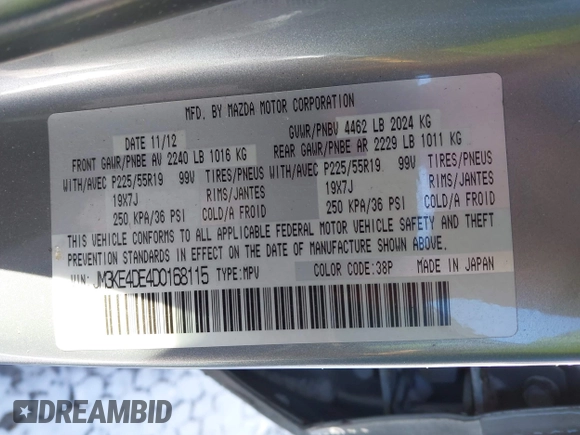 MFD. BY MAZDA MOTOR CORPORATION
DATE 11/12 GVWR/PNBV 4462 LB 2024 KG
FRONT GAWR/PNBE AV 2240 LB 1016 KG REAR GAWR/PNBE AR 2229 LB 1011 KG
WITH/AVEC P225/55R19 99V TIRES/PNEUS WITH/AVEC P225/55R19 99V TIRES/PNEUS
19X7J RIMS/JANTES 19X7J RIMS/JANTES
250 KPA/36 PSI COLD/A FROID 250 KPA/36 PSI COLD/A FROID
THIS VEHICLE CONFORMS TO ALL APPLICABLE FEDERAL MOTOR VEHICLE SAFETY AND THEFT
PREVENTION STANDARDS IN EFFECT ON THE DATE OF MANUFACTURE SHOWN ABOVE.
JM3KE4DE4D0168115 TYPE:MPV COLOR CODE:38P MADE IN JAPAN
DREAMBID